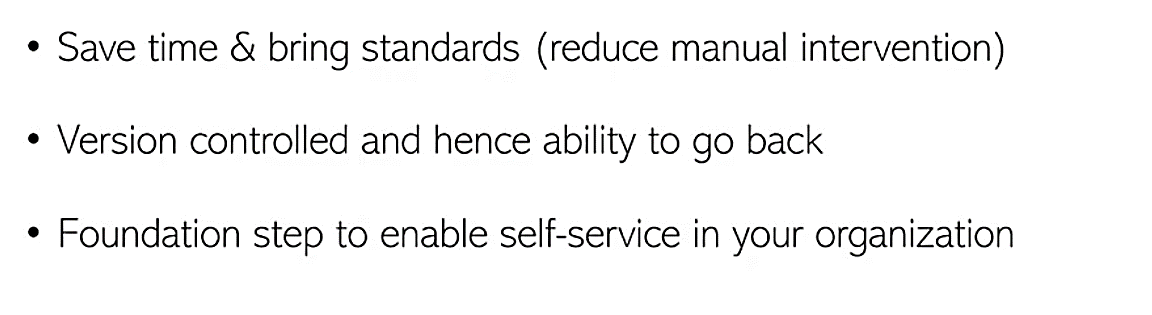 • Save time & bring standards (reduce manual intervention)
• Version controlled and hence ability to go back
• Foundation step to enable self-service in your organization